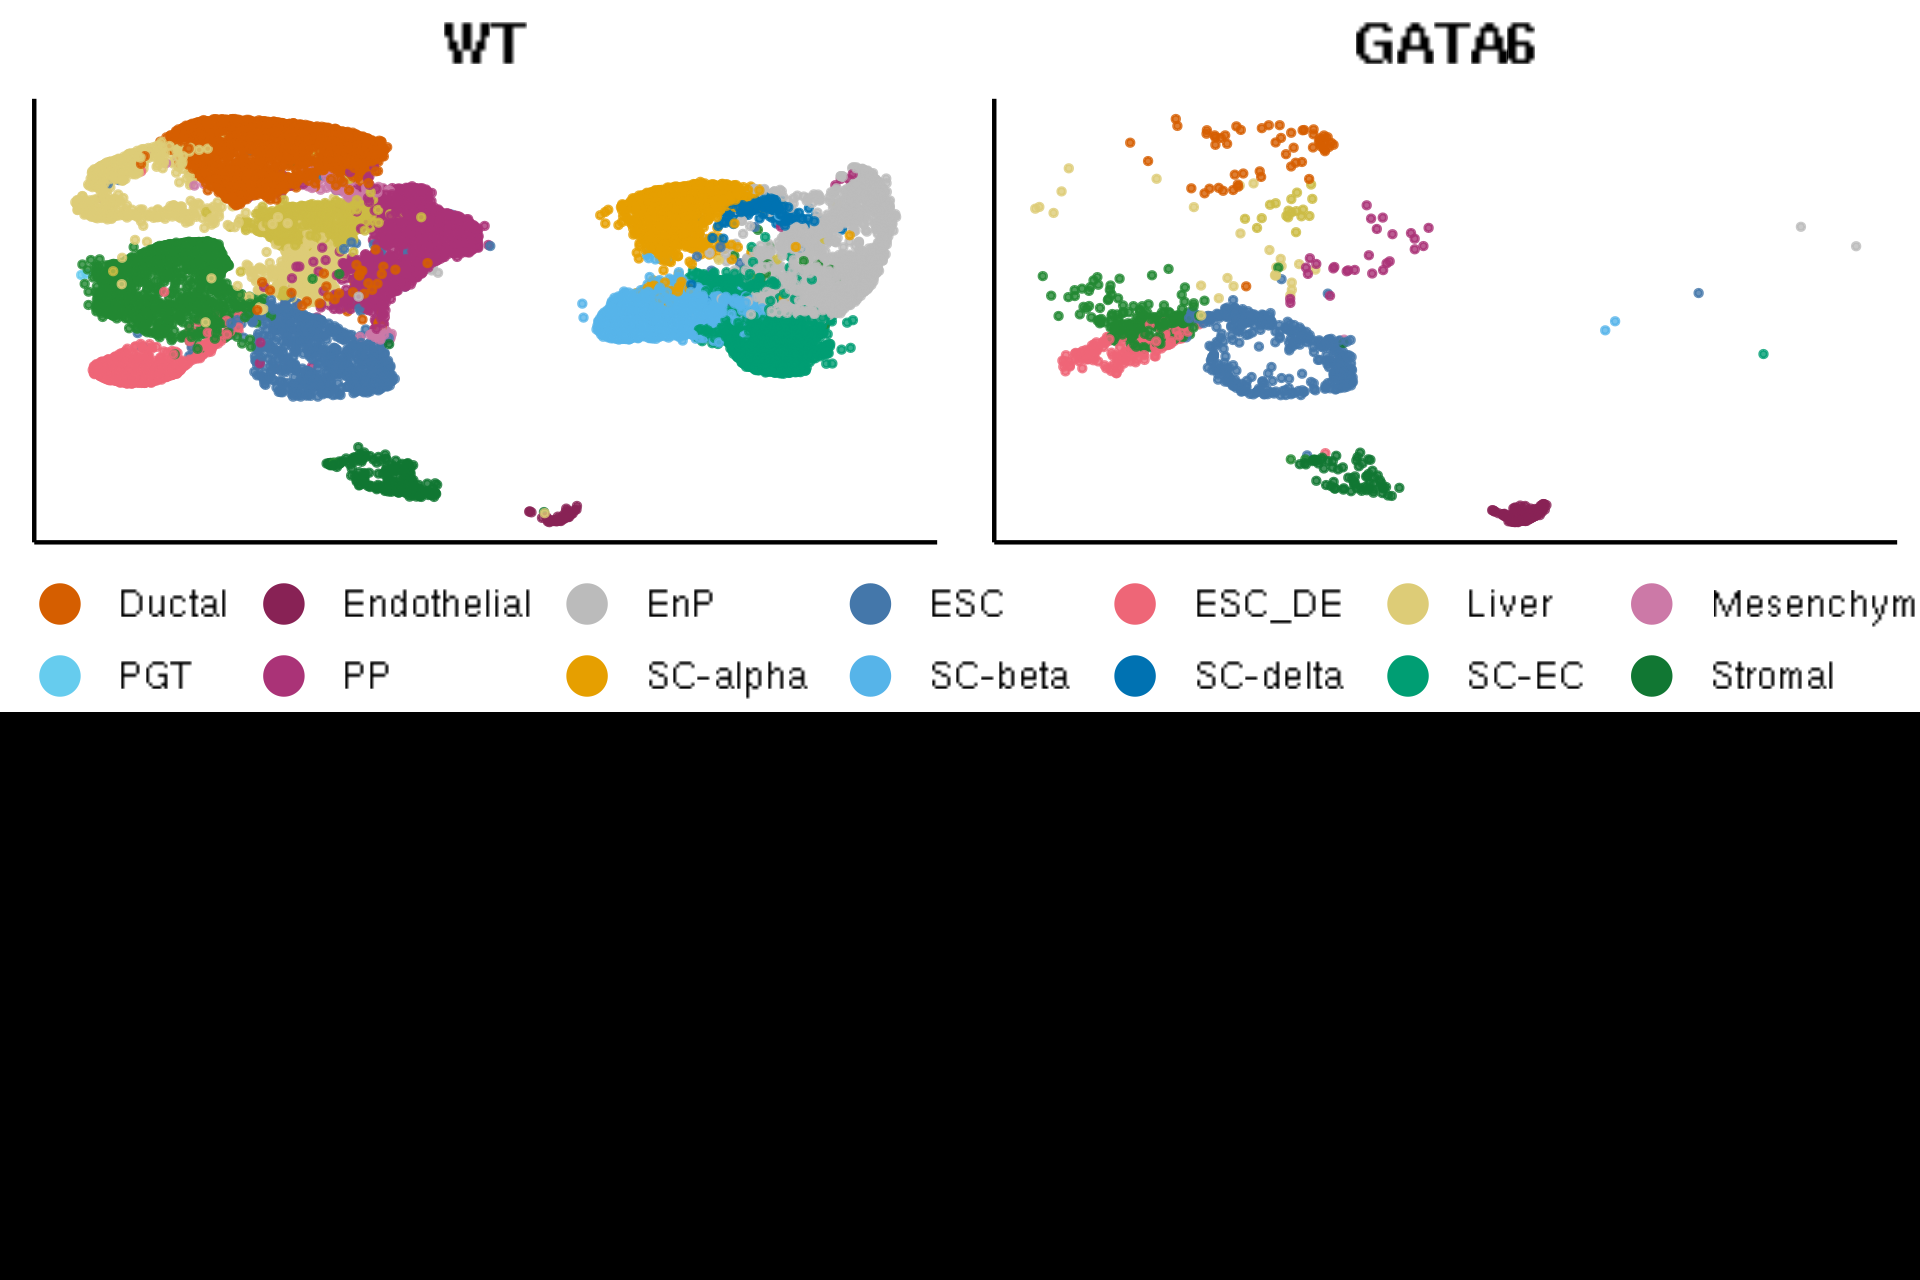 WT GATA6
Ductal Endothelial EnP ESC ESC_DE Liver Mesenchym
PGT PP SC-alpha SC-beta SC-delta SC-EC Stromal